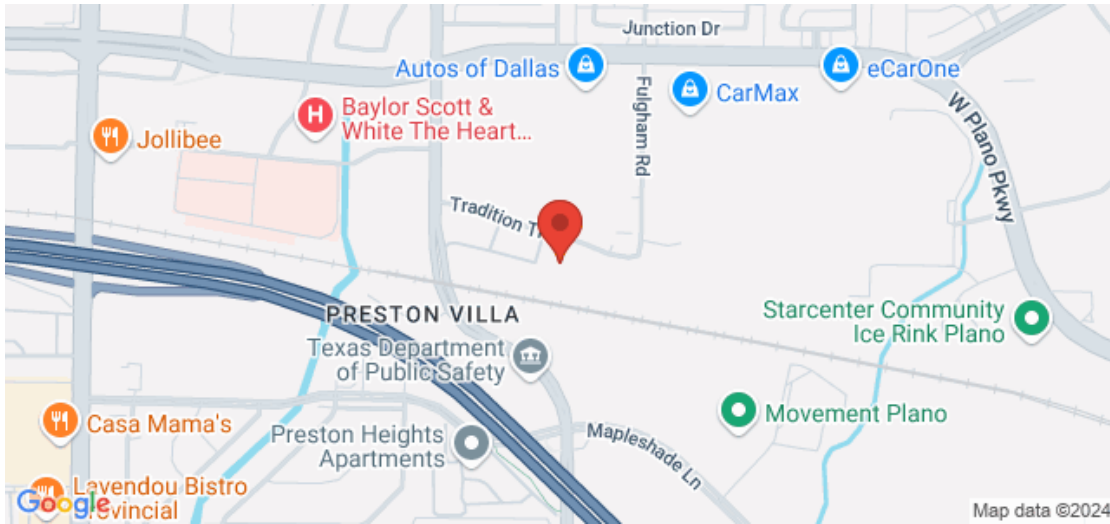 Junction Dr
Autos of Dallas
eCarOne
CarMax
Baylor Scott &
White The Heart...
Jollibee
Fulgham Rd
W Plano Pkwy
Tradition
PRESTON VILLA
Starcenter Community
Ice Rink Plano
Texas Department
of Public Safety
Movement Plano
Casa Mama's
Preston Heights
Apartments
Mapleshade Ln
Lavendou Bistro
Provincial
Google
Map data ©2024